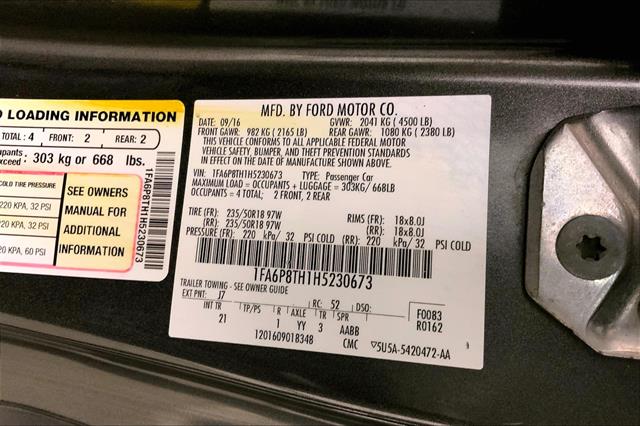 LOADING INFORMATION
TOTAL: 4 FRONT: 2 REAR: 2
303 kg or 668 lbs.
COLD TIRE PRESSURE
220 KPA, 32 PSI
220 KPA, 32 PSI
420 KPA, 60 PSI
SEE OWNERS
MANUAL FOR
ADDITIONAL
INFORMATION
1FA6P8TH1H5230673
MFD. BY FORD MOTOR CO.
DATE: 09/16 GVWR: 2041 KG ( 4500 LB)
FRONT GAWR: 982 KG ( 2165 LB) REAR GAWR: 1080 KG ( 2380 LB)
THIS VEHICLE CONFORMS TO ALL APPLICABLE FEDERAL MOTOR
VEHICLE SAFETY, BUMPER, AND THEFT PREVENTION STANDARDS
IN EFFECT ON THE DATE OF MANUFACTURE SHOWN ABOVE.
VIN: 1FA6P8TH1H5230673 TYPE: Passenger Car
MAXIMUM LOAD = OCCUPANTS + LUGGAGE = 303KG/ 668LB
OCCUPANTS = 4 TOTAL; 2 FRONT, 2 REAR
TIRE (FR): 235/50R18 97W RIMS (FR): 18x8.0J
TIRE (RR): 235/50R18 97W RIMS (RR): 18x8.0J
PRESSURE (FR): 220 kPa/ 32 PSI COLD (RR): 220 kPa/ 32 PSI COLD
1FA6P8TH1H5230673
TRAILER TOWING - SEE OWNER GUIDE
EXT PNT: J7 RC: 52 DSO: F0083
INT TR TP/PS R AXLE TR SPR R0162
21 1 YY 3 AABB
1201609018348 CMC 5U5A-5420472-AA